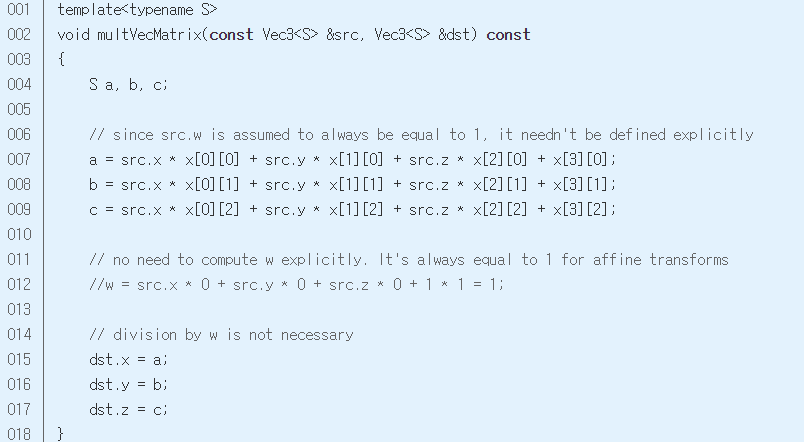 001 template<typename S>
002 void multVecMatrix(const Vec3<S> &src, Vec3<S> &dst) const
003 {
004 S a, b, c;
005
006 // since src.w is assumed to always be equal to 1, it needn't be defined explicitly
007 a = src.x * x[0][0] + src.y * x[1][0] + src.z * x[2][0] + x[3][0];
008 b = src.x * x[0][1] + src.y * x[1][1] + src.z * x[2][1] + x[3][1];
009 c = src.x * x[0][2] + src.y * x[1][2] + src.z * x[2][2] + x[3][2];
010
011 // no need to compute w explicitly. It's always equal to 1 for affine transforms
012 //w = src.x * 0 + src.y * 0 + src.z * 0 + 1 * 1 = 1;
013
014 // division by w is not necessary
015 dst.x = a;
016 dst.y = b;
017 dst.z = c;
018 }